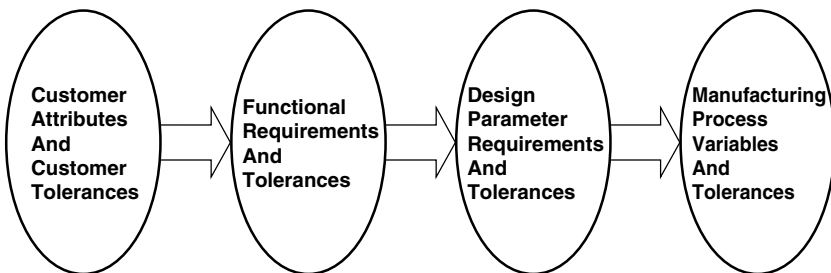 Customer
Attributes
And
Customer
Tolerances
Functional
Requirements
And
Tolerances
Design
Parameter
Requirements
And
Tolerances
Manufacturing
Process
Variables
And
Tolerances